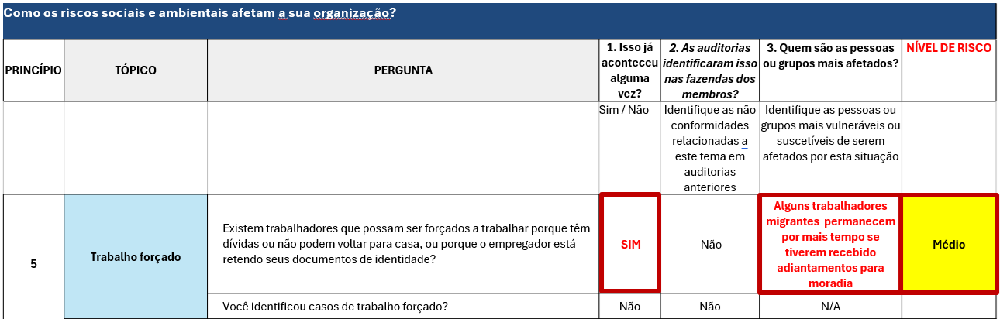 Como os riscos sociais e ambientais afetam a sua organização?
PRINCÍPIO
TÓPICO
PERGUNTA
1. Isso já
aconteceu
alguma
vez?
2. As auditorias
identificaram isso
nas fazendas dos
membros?
3. Quem são as pessoas
ou grupos mais afetados?
NÍVEL DE RISCO
Sim / Não
Identifique as não
conformidades
relacionadas a
este tema em
auditorias
anteriores
Identifique as pessoas ou
grupos mais vulneráveis ou
suscetíveis de serem
afetados por esta situação
5
Trabalho forçado
Existem trabalhadores que possam ser forçados a trabalhar porque têm
dívidas ou não podem voltar para casa, ou porque o empregador está
retendo seus documentos de identidade?
SIM
Não
Alguns trabalhadores
migrantes permanecem
por mais tempo se
tiverem recebido
adiantamentos para
moradia
Médio
Você identificou casos de trabalho forçado?
Não
Não
N/A